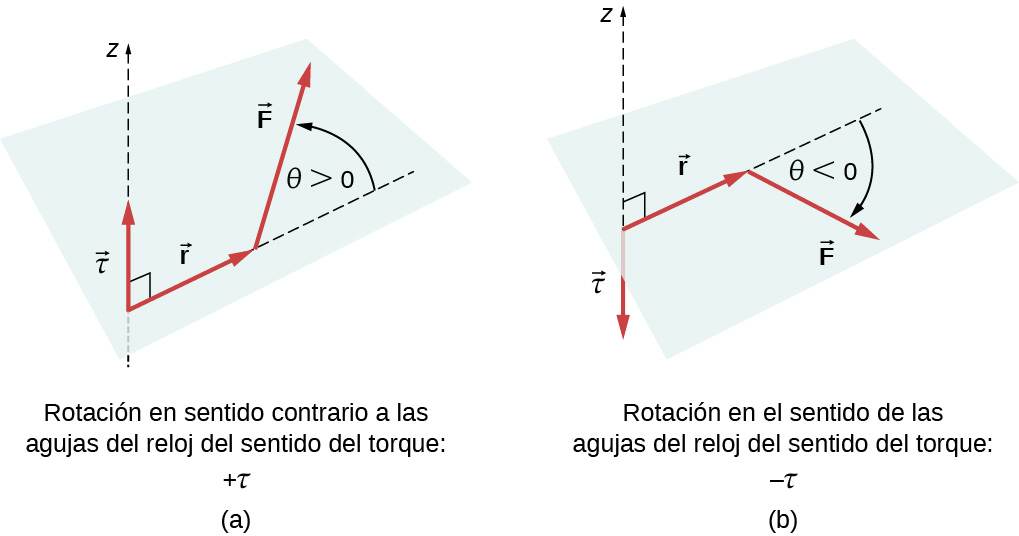 z
F⃗
θ > 0
r⃗
τ⃗
Rotación en sentido contrario a las
agujas del reloj del sentido del torque:
+τ
(a)
z
r⃗
θ < 0
F⃗
τ⃗
Rotación en el sentido de las
agujas del reloj del sentido del torque:
–τ
(b)